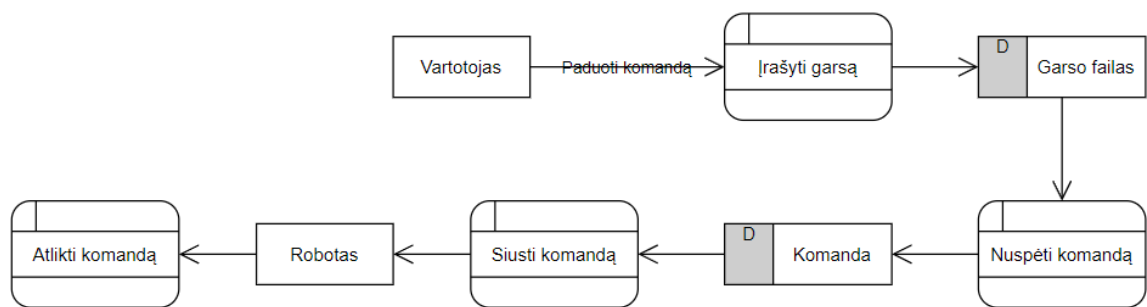 Vartotojas
Paduoti komandą
Įrašyti garsą
D
Garso failas
Atlikti komandą
Robotas
Siusti komandą
D
Komanda
Nuspėti komandą